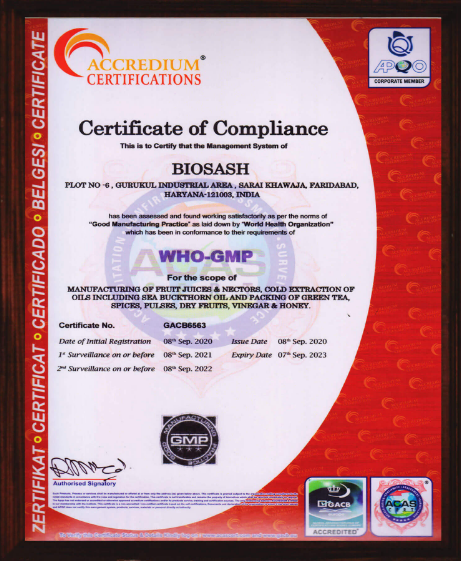 ACCREDIUM®
CERTIFICATIONS
APQO
CORPORATE MEMBER
ZERTIFIKAT ○ CERTIFICAT ○ CERTIFICADO ○ BELGESI ○ CERTIFICATE
Certificate of Compliance
This is to Certify that the Management System of
BIOSASH
PLOT NO -6 , GURUKUL INDUSTRIAL AREA , SARAI KHAWAJA, FARIDABAD,
HARYANA-121003, INDIA
has been assessed and found working satisfactorily as per the norms of
"Good Manufacturing Practice" as laid down by "World Health Organization"
which has been in conformance to their requirements of
WHO-GMP
For the scope of
MANUFACTURING OF FRUIT JUICES & NECTORS, COLD EXTRACTION OF
OILS INCLUDING SEA BUCKTHORN OIL AND PACKING OF GREEN TEA,
SPICES, PULSES, DRY FRUITS, VINEGAR & HONEY.
Certificate No. GACB6563
Date of Initial Registration 08th Sep. 2020 Issue Date 08th Sep. 2020
1st Surveillance on or before 08th Sep. 2021 Expiry Date 07th Sep. 2023
2nd Surveillance on or before 08th Sep. 2022
MANUFACTURING
GMP
Authorised Signatory
GACB
ACCREDITED
ACAS